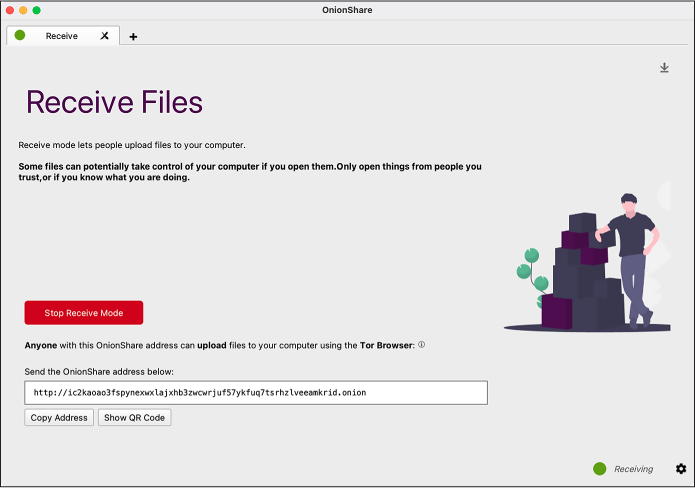 OnionShare
Receive
Receive Files
Receive mode lets people upload files to your computer.
Some files can potentially take control of your computer if you open them.Only open things from people you
trust,or if you know what you are doing.
Stop Receive Mode
Anyone with this OnionShare address can upload files to your computer using the Tor Browser:
Send the OnionShare address below:
http://ic2kaoao3fspynexwxlajxhb3zwcwrjuf57ykfuq7tsrhzlveeamkrid.onion
Copy Address Show QR Code
Receiving